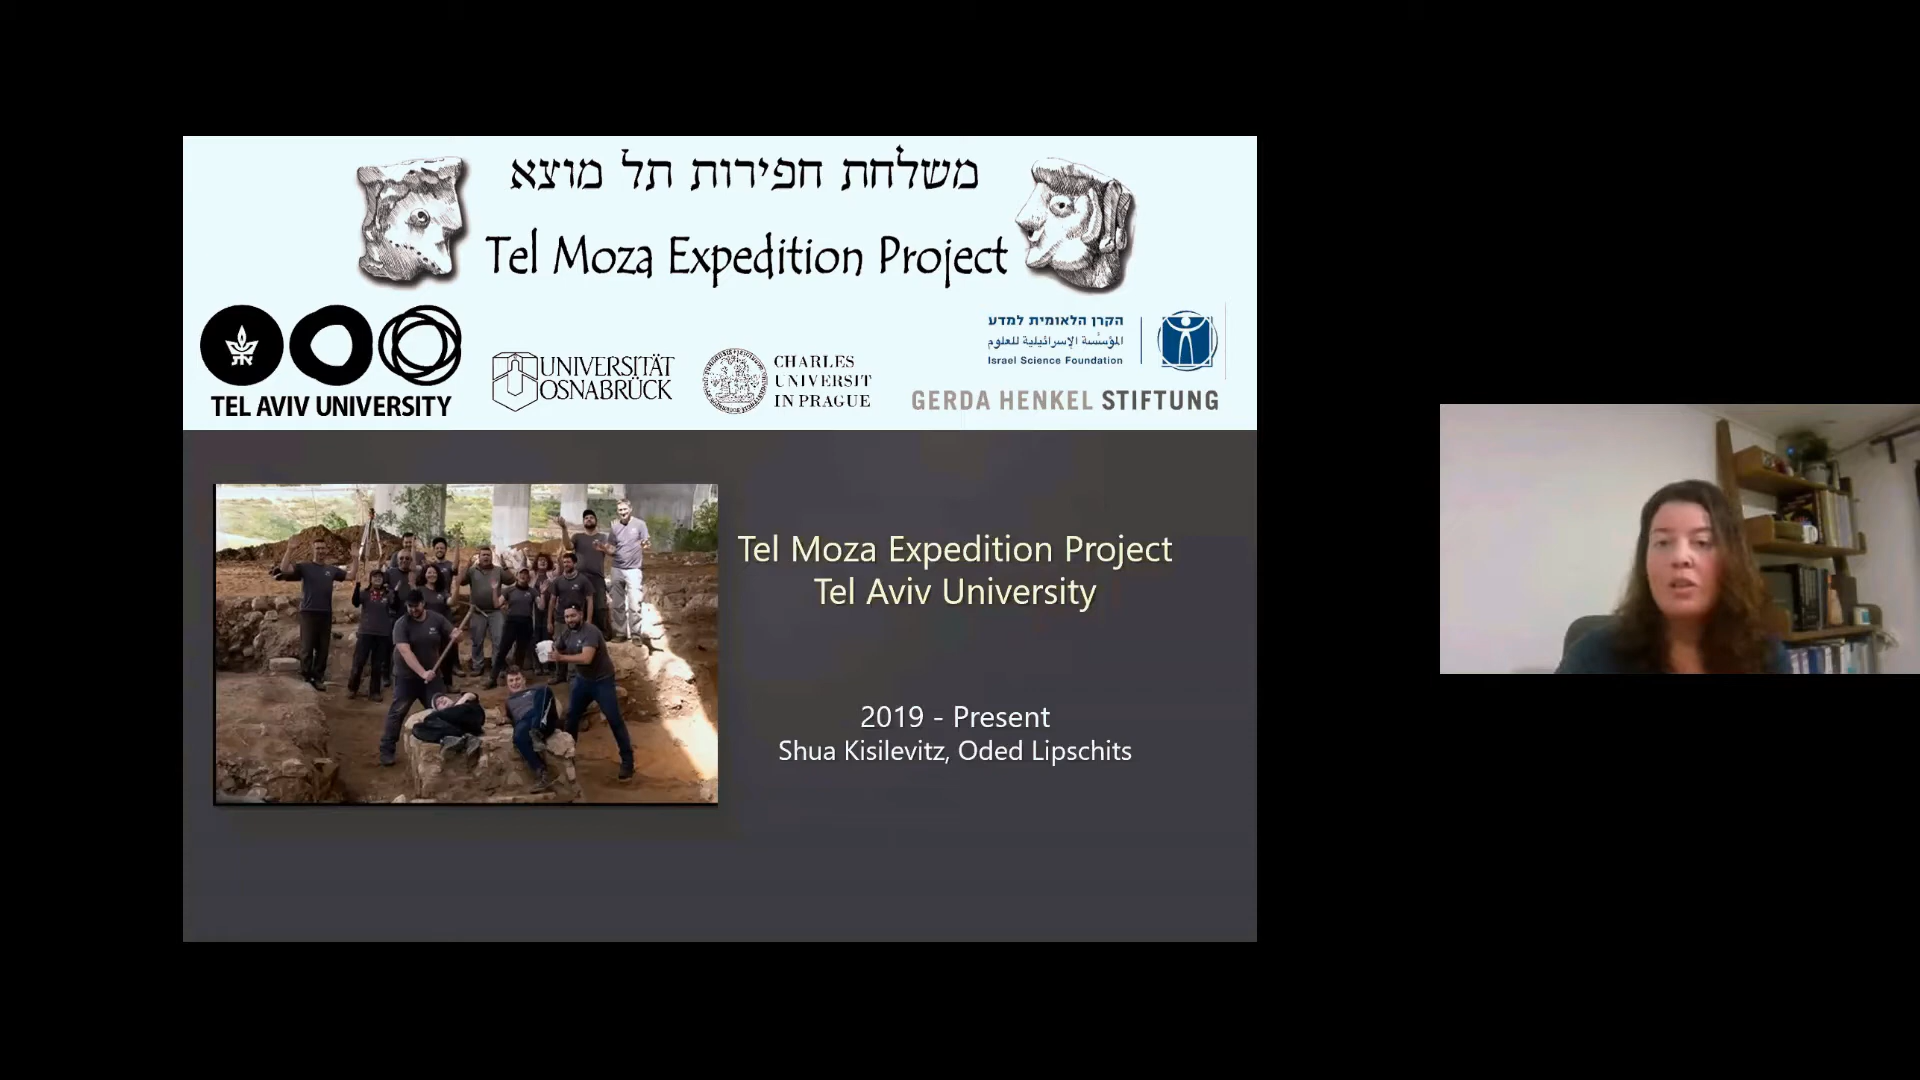 משלחת חפירות תל מוצא
Tel Moza Expedition Project
TEL AVIV UNIVERSITY
UNIVERSITÄT
OSNABRÜCK
CHARLES
UNIVERSIT
IN PRAGUE
הקרן הלאומית למדע
المؤسسة الإسرائيلية للعلوم
Israel Science Foundation
GERDA HENKEL STIFTUNG
Tel Moza Expedition Project
Tel Aviv University
2019 - Present
Shua Kisilevitz, Oded Lipschits